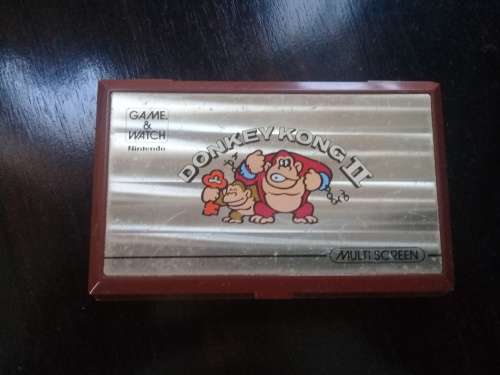 GAME
&
WATCH
Nintendo
DONKEY KONG II
MULTI SCREEN